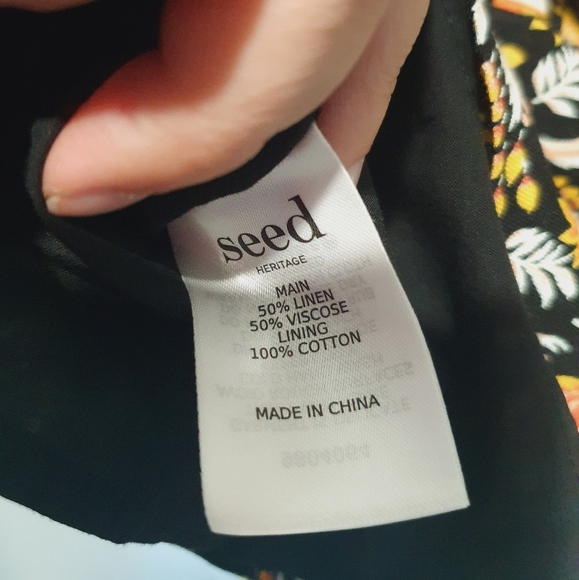 seed
HERITAGE
MAIN
50% LINEN
50% VISCOSE
LINING
100% COTTON
MADE IN CHINA